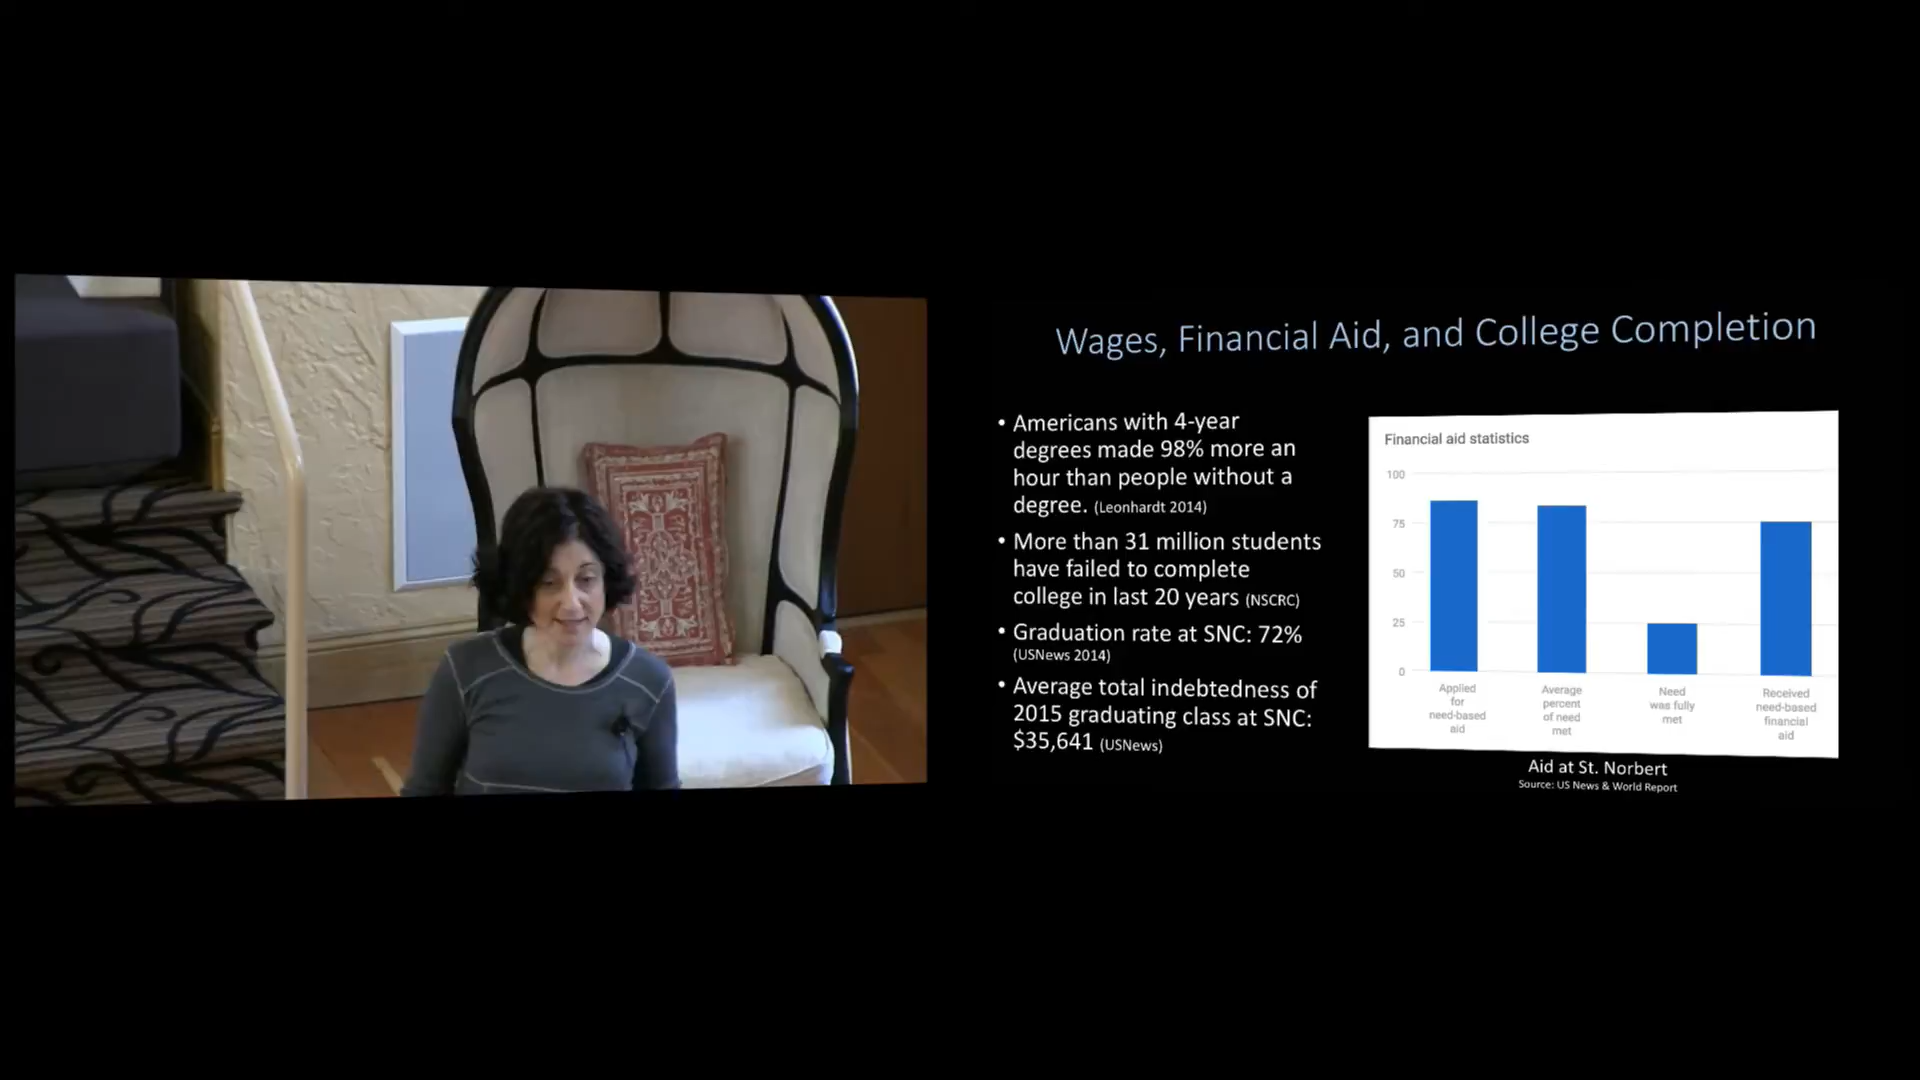 Wages, Financial Aid, and College Completion
• Americans with 4-year
degrees made 98% more an
hour than people without a
degree. (Leonhardt 2014)
• More than 31 million students
have failed to complete
college in last 20 years (NSCRC)
• Graduation rate at SNC: 72%
(USNews 2014)
• Average total indebtedness of
2015 graduating class at SNC:
$35,641 (USNews)
Financial aid statistics
100
75
50
25
0
Applied
for
need-based
aid
Average
percent
of need
met
Need
was fully
met
Received
need-based
financial
aid
Aid at St. Norbert
Source: US News & World Report